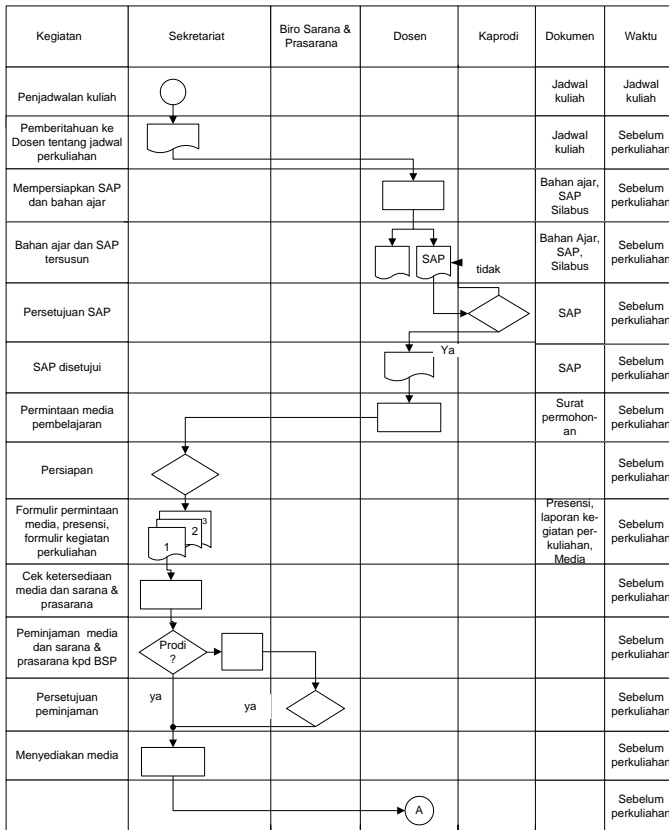 Kegiatan
Sekretariat
Biro Sarana &
Prasarana
Dosen
Kaprodi
Dokumen
Waktu
Penjadwalan kuliah
Jadwal
kuliah
Jadwal
kuliah
Pemberitahuan ke
Dosen tentang jadwal
perkuliahan
Jadwal
kuliah
Sebelum
perkuliahan
Mempersiapkan SAP
dan bahan ajar
Bahan ajar,
SAP
Silabus
Sebelum
perkuliahan
Bahan ajar dan SAP
tersusun
SAP
tidak
Bahan Ajar,
SAP,
Silabus
Sebelum
perkuliahan
Persetujuan SAP
SAP
Sebelum
perkuliahan
SAP disetujui
Ya
SAP
Sebelum
perkuliahan
Permintaan media
pembelajaran
Surat
permohon-
an
Sebelum
perkuliahan
Persiapan
Sebelum
perkuliahan
Formulir permintaan
media, presensi,
formulir kegiatan
perkuliahan
1
2
3
Presensi,
laporan ke-
giatan per-
kuliahan,
Media
Sebelum
perkuliahan
Cek ketersediaan
media dan sarana &
prasarana
Sebelum
perkuliahan
Peminjaman media
dan sarana &
prasarana kpd BSP
Prodi
?
Sebelum
perkuliahan
Persetujuan
peminjaman
ya
ya
Sebelum
perkuliahan
Menyediakan media
Sebelum
perkuliahan
A
Sebelum
perkuliahan